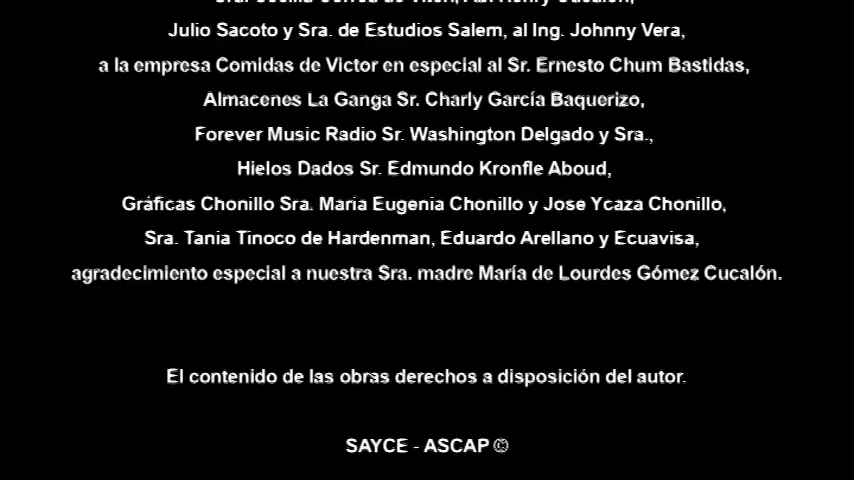 Julio Sacoto y Sra. de Estudios Salem, al Ing. Johnny Vera,
a la empresa Comidas de Victor en especial al Sr. Ernesto Chum Bastidas,
Almacenes La Ganga Sr. Charly García Baquerizo,
Forever Music Radio Sr. Washington Delgado y Sra.,
Hielos Dados Sr. Edmundo Kronfle Aboud,
Gráficas Chonillo Sra. Maria Eugenia Chonillo y Jose Ycaza Chonillo,
Sra. Tania Tinoco de Hardenman, Eduardo Arellano y Ecuavisa,
agradecimiento especial a nuestra Sra. madre María de Lourdes Gómez Cucalón.
El contenido de las obras derechos a disposición del autor.
SAYCE - ASCAP ©